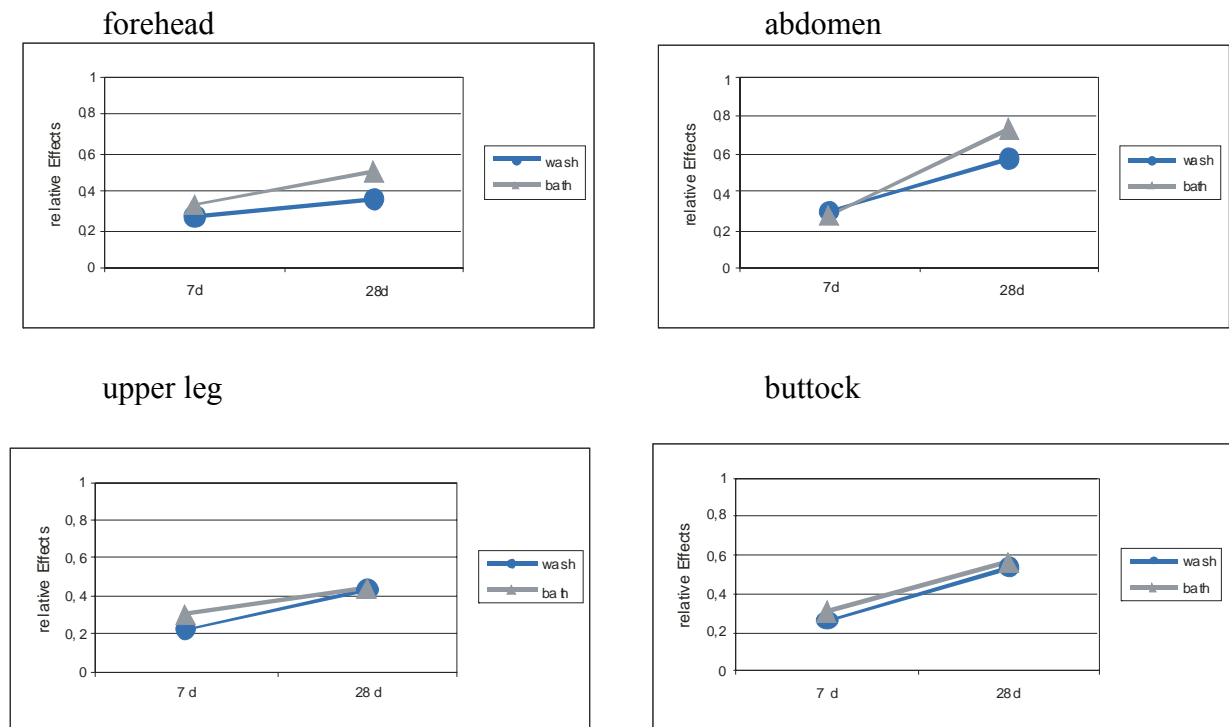 forehead
relative Effects
1
0,8
0,6
0,4
0,2
0
7d
28d
wash
bath
abdomen
relative Effects
1
0,8
0,6
0,4
0,2
0
7d
28d
wash
bath
upper leg
relative Effects
1
0,8
0,6
0,4
0,2
0
7 d
28 d
wash
bath
buttock
relative Effects
1
0,8
0,6
0,4
0,2
0
7 d
28 d
wash
bath